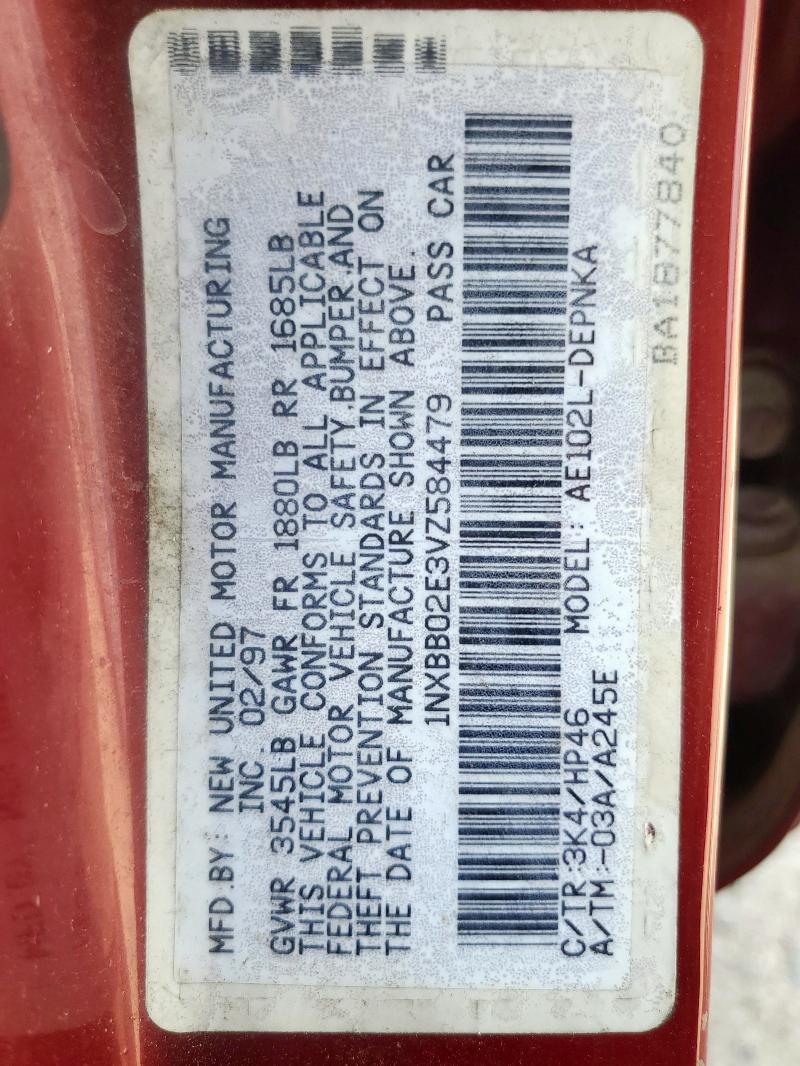 MFD.BY: NEW UNITED MOTOR MANUFACTURING
INC. 02/97
GVWR 3545LB GAWR FR 1880LB RR 1685LB
THIS VEHICLE CONFORMS TO ALL APPLICABLE
FEDERAL MOTOR VEHICLE SAFETY,BUMPER,AND
THEFT PREVENTION STANDARDS IN EFFECT ON
THE DATE OF MANUFACTURE SHOWN ABOVE.
1NXBB02E3VZ584479 PASS CAR
C/TR:3K4/HP46 MODEL: AE102L-DEPNKA
A/TM:-03A/A245E
BA1877840